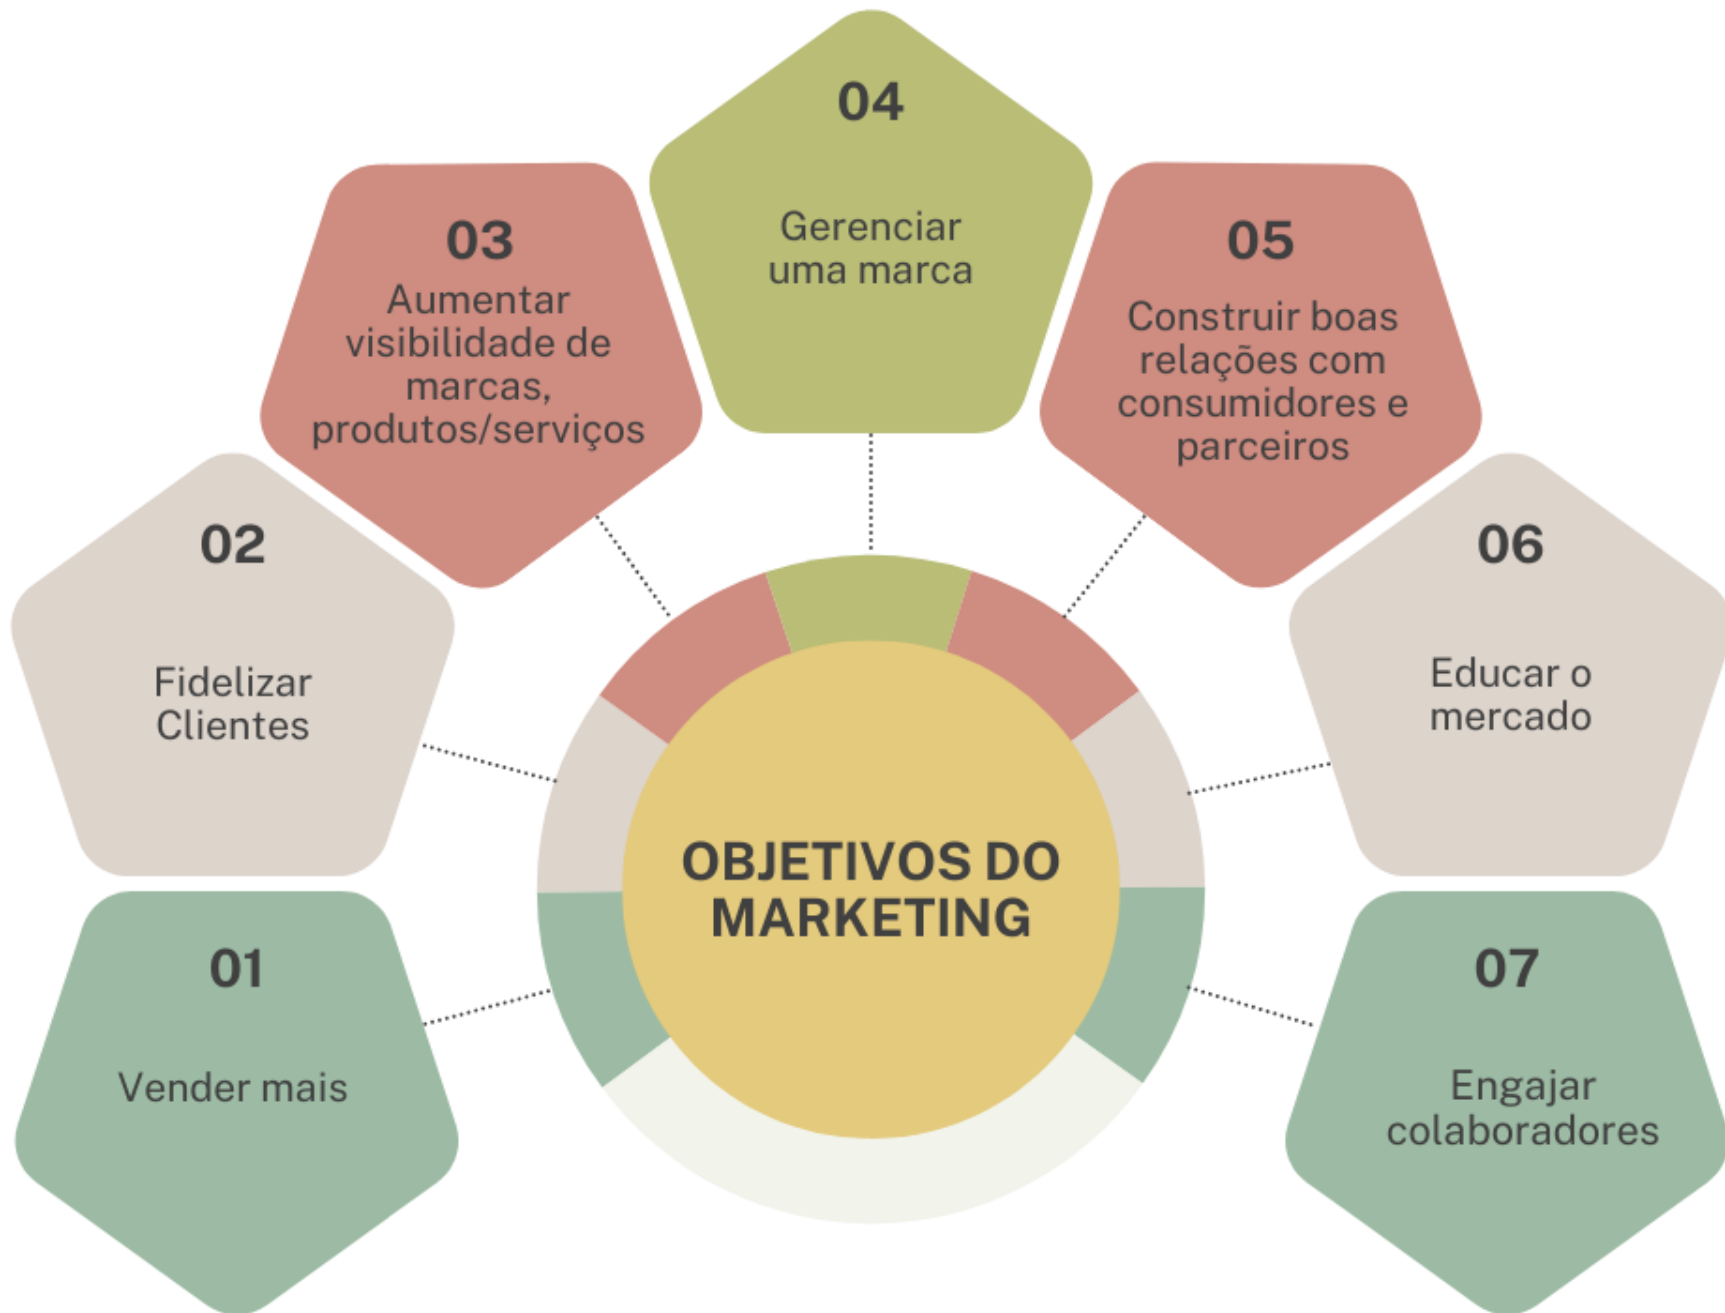 04
Gerenciar
uma marca
03
Aumentar
visibilidade de
marcas,
produtos/serviços
05
Construir boas
relações com
consumidores e
parceiros
02
Fidelizar
Clientes
06
Educar o
mercado
OBJETIVOS DO
MARKETING
01
Vender mais
07
Engajar
colaboradores